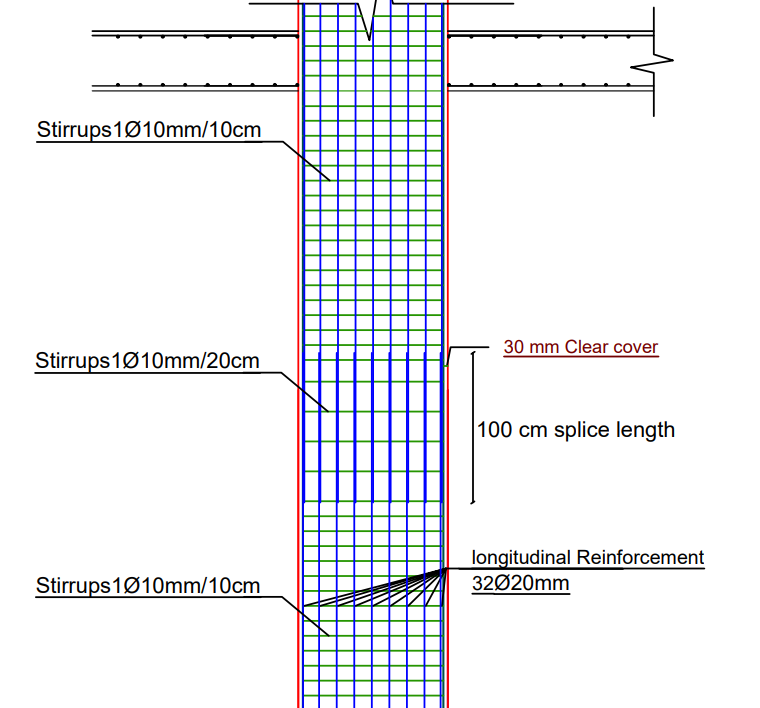 Stirrups1Ø10mm/10cm
30 mm Clear cover
Stirrups1Ø10mm/20cm
100 cm splice length
longitudinal Reinforcement
32Ø20mm
Stirrups1Ø10mm/10cm